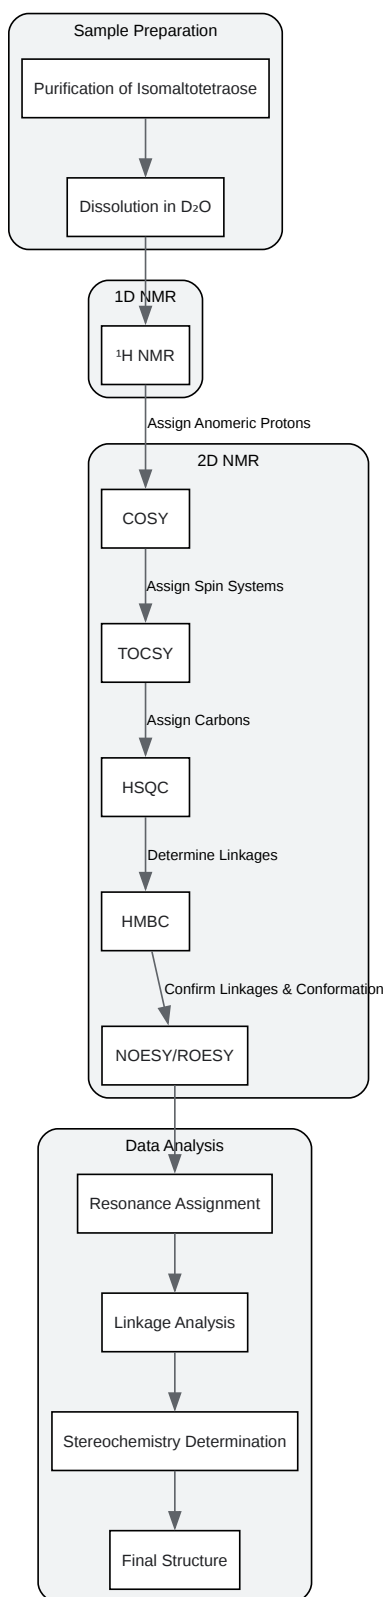 Sample Preparation
Purification of Isomaltotetraose
Dissolution in D₂O
1D NMR
¹H NMR
Assign Anomeric Protons
2D NMR
COSY
Assign Spin Systems
TOCSY
Assign Carbons
HSQC
Determine Linkages
HMBC
Confirm Linkages & Conformation
NOESY/ROESY
Data Analysis
Resonance Assignment
Linkage Analysis
Stereochemistry Determination
Final Structure